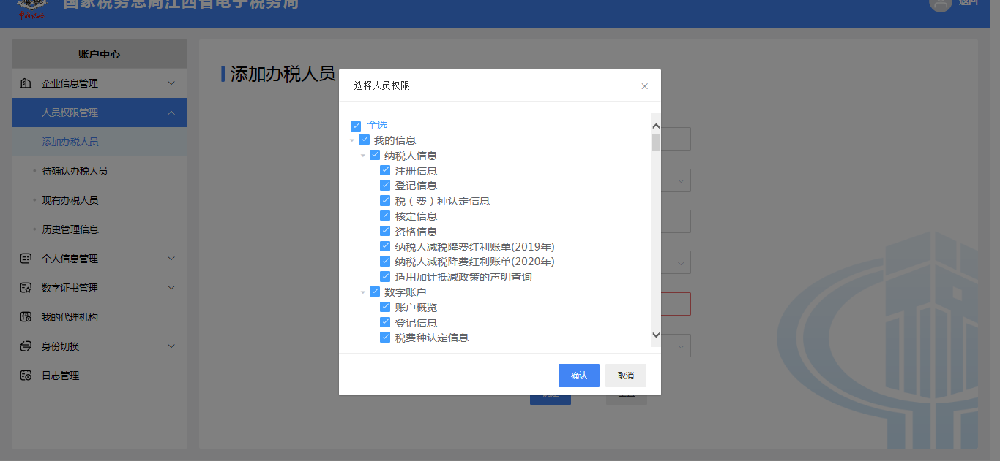 国家税务总局江西省电子税务局
返回
账户中心
企业信息管理
人员权限管理
添加办税人员
待确认办税人员
现有办税人员
历史管理信息
个人信息管理
数字证书管理
我的代理机构
身份切换
日志管理
添加办税人员
选择人员权限
全选
我的信息
纳税人信息
注册信息
登记信息
税（费）种认定信息
核定信息
资格信息
纳税人减税降费红利账单(2019年)
纳税人减税降费红利账单(2020年)
适用加计抵减政策的声明查询
数字账户
账户概览
登记信息
税费种认定信息
确认
取消